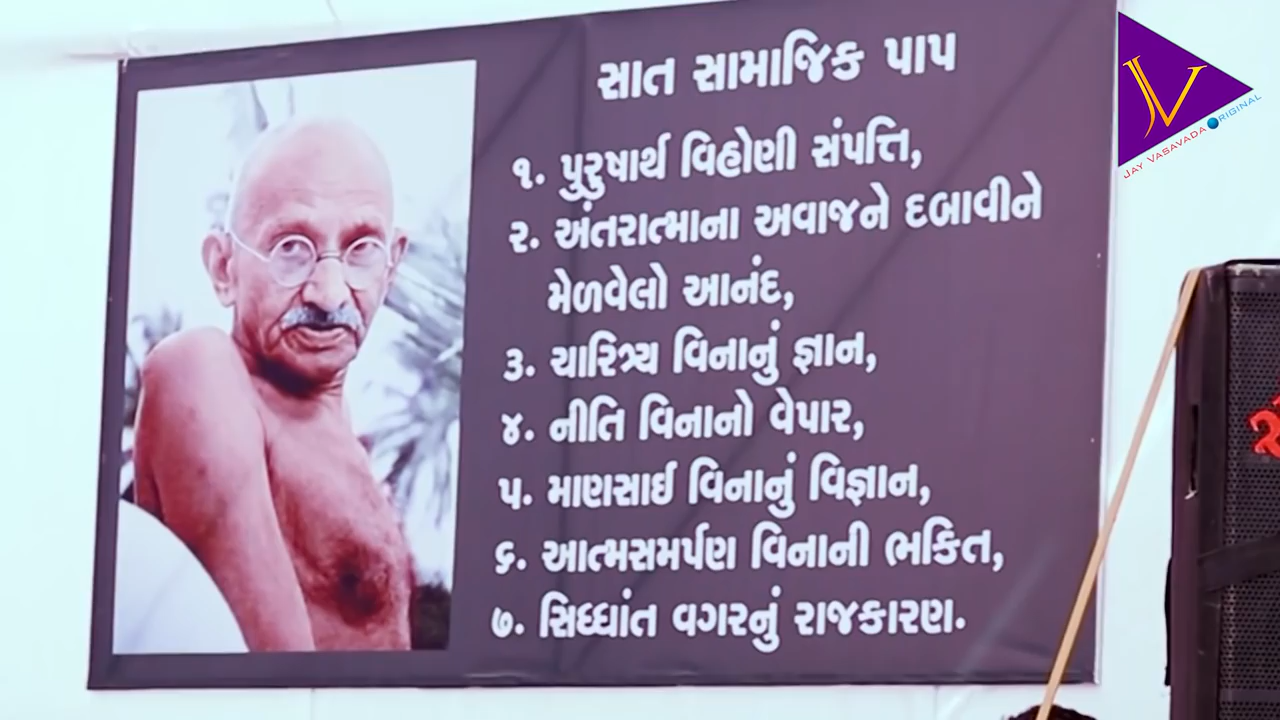 સાત સામાજિક પાપ
૧. પુરુષાર્થ વિહોણી સંપત્તિ,
૨. અંતરાત્માના અવાજને દબાવીને
મેળવેલો આનંદ,
૩. ચારિત્ર્ય વિનાનું જ્ઞાન,
૪. નીતિ વિનાનો વેપાર,
૫. માણસાઈ વિનાનું વિજ્ઞાન,
૬. આત્મસમર્પણ વિનાની ભકિત,
૭. સિધ્ધાંત વગરનું રાજકારણ.
JV
JAY VASAVADA ORIGINAL